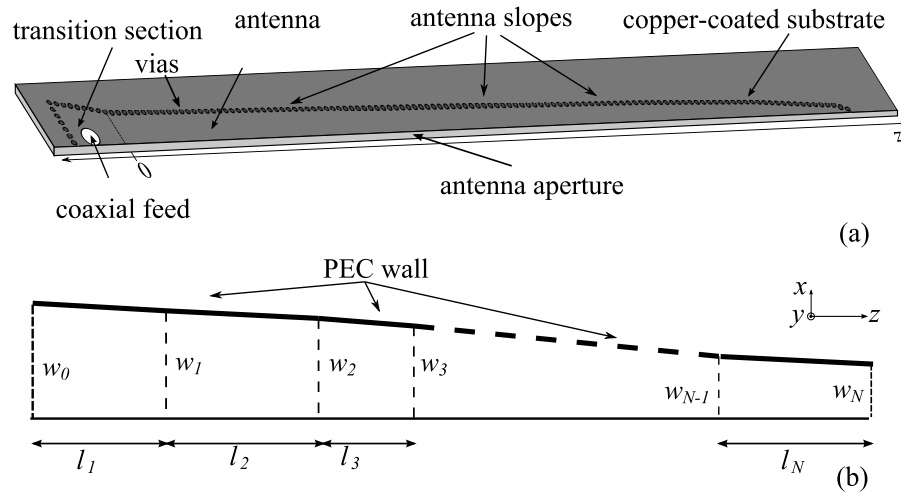 antenna
antenna slopes
copper-coated substrate
transition section
vias
0
z
coaxial feed
antenna aperture
(a)
PEC wall
x
y
z
w0
w1
w2
w3
wN-1
wN
l1
l2
l3
lN
(b)